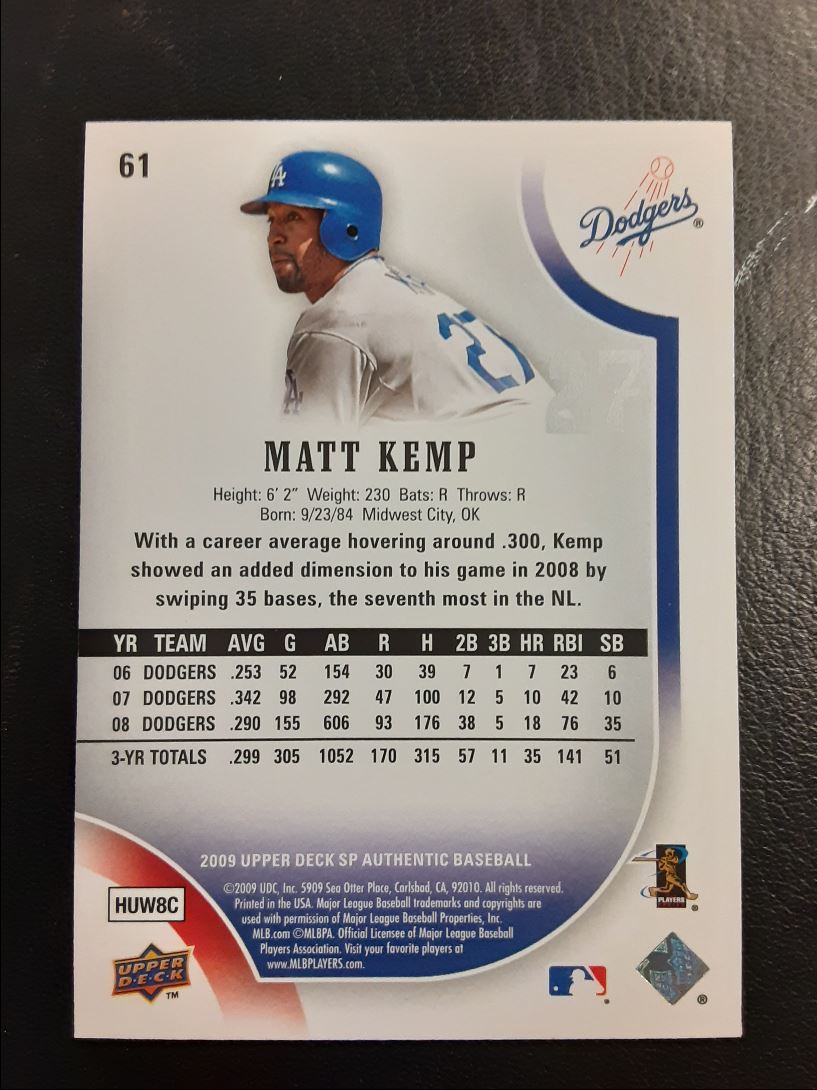 61
LA
Dodgers ®
27
27
LA
MATT KEMP
Height: 6' 2" Weight: 230 Bats: R Throws: R
Born: 9/23/84 Midwest City, OK
With a career average hovering around .300, Kemp
showed an added dimension to his game in 2008 by
swiping 35 bases, the seventh most in the NL.
YR TEAM AVG G AB R H 2B 3B HR RBI SB
06 DODGERS .253 52 154 30 39 7 1 7 23 6
07 DODGERS .342 98 292 47 100 12 5 10 42 10
08 DODGERS .290 155 606 93 176 38 5 18 76 35
3-YR TOTALS .299 305 1052 170 315 57 11 35 141 51
2009 UPPER DECK SP AUTHENTIC BASEBALL
©2009 UDC, Inc. 5909 Sea Otter Place, Carlsbad, CA, 92010. All rights reserved.
Printed in the USA. Major League Baseball trademarks and copyrights are
used with permission of Major League Baseball Properties, Inc.
MLB.com ©MLBPA. Official Licensee of Major League Baseball
Players Association. Visit your favorite players at
www.MLBPLAYERS.com.
HUW8C
UPPER
D·E·C·K
TM
PLAYERS
®
®